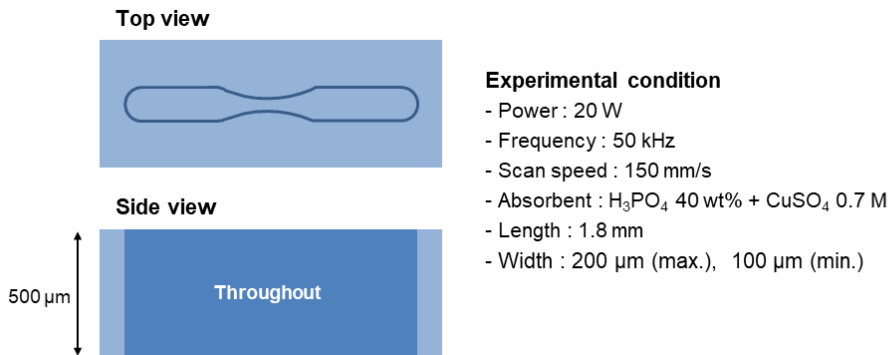 Top view
Side view
500 μm
Throughout
Experimental condition
- Power : 20 W
- Frequency : 50 kHz
- Scan speed : 150 mm/s
- Absorbent : H₃PO₄ 40 wt% + CuSO₄ 0.7 M
- Length : 1.8 mm
- Width : 200 μm (max.), 100 μm (min.)